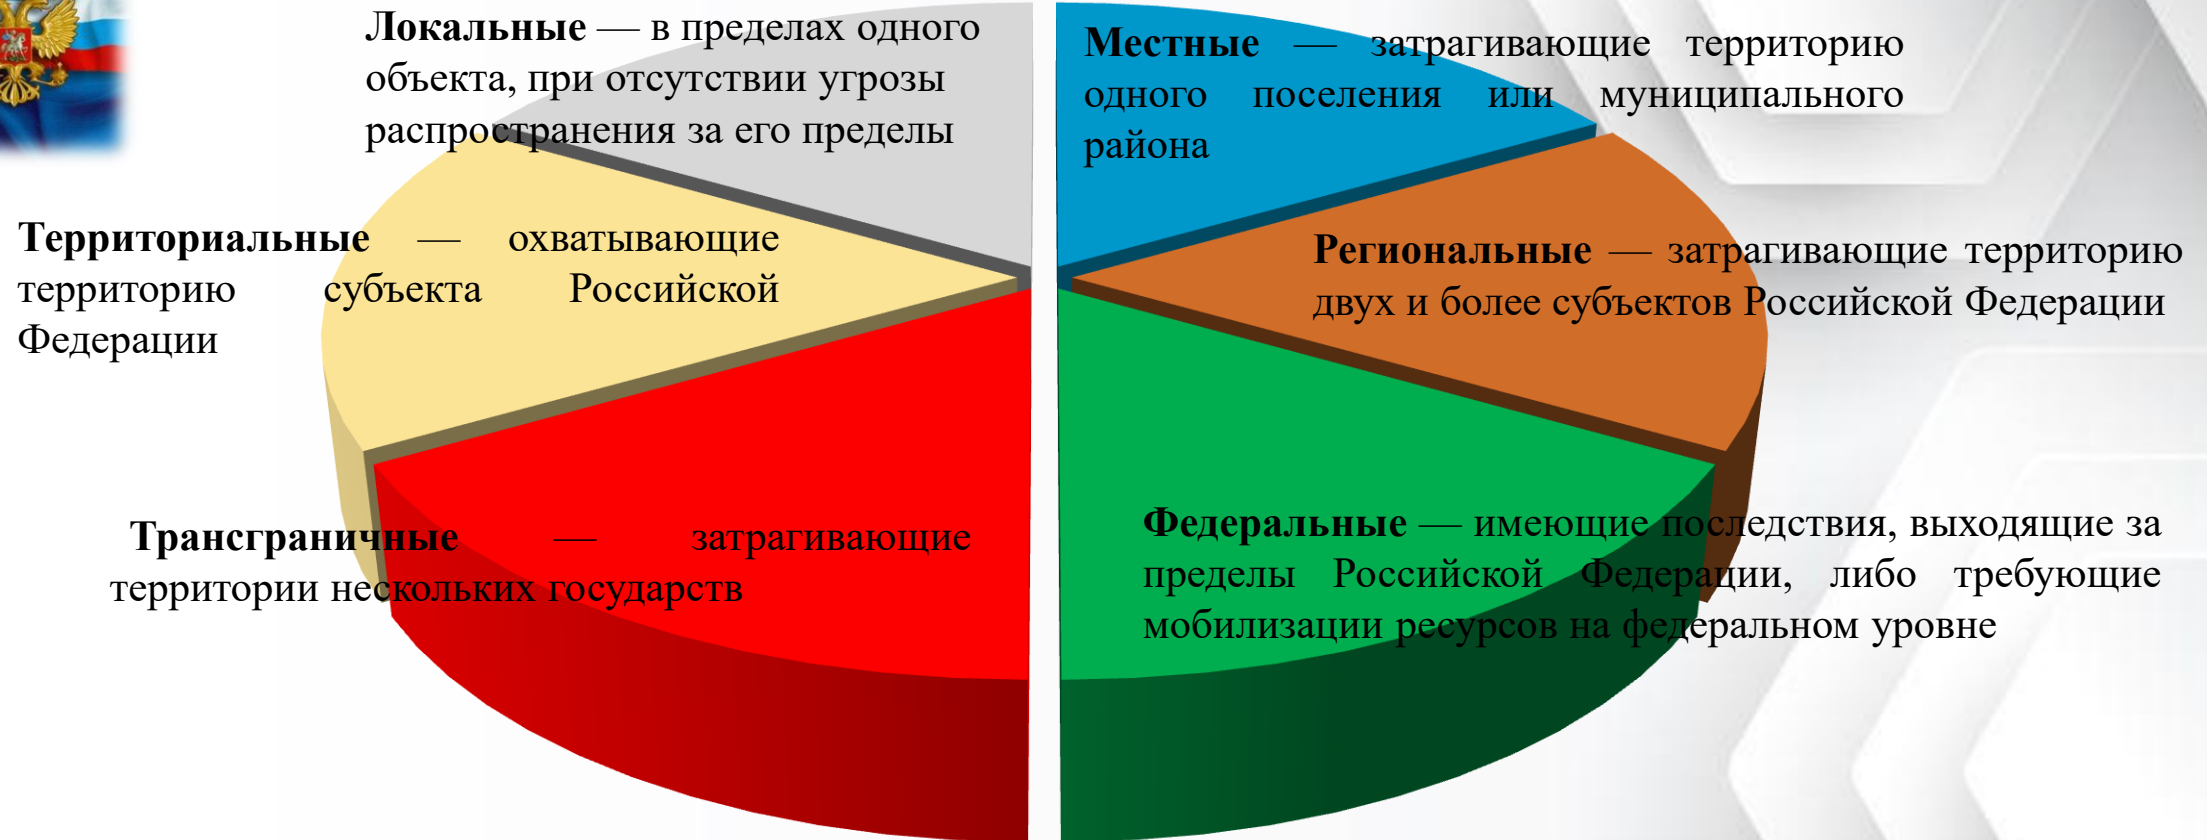 Локальные — в пределах одного
объекта, при отсутствии угрозы
распространения за его пределы
Местные — затрагивающие территорию
одного поселения или муниципального
района
Территориальные — охватывающие
территорию субъекта Российской
Федерации
Региональные — затрагивающие территорию
двух и более субъектов Российской Федерации
Трансграничные — затрагивающие
территории нескольких государств
Федеральные — имеющие последствия, выходящие за
пределы Российской Федерации, либо требующие
мобилизации ресурсов на федеральном уровне